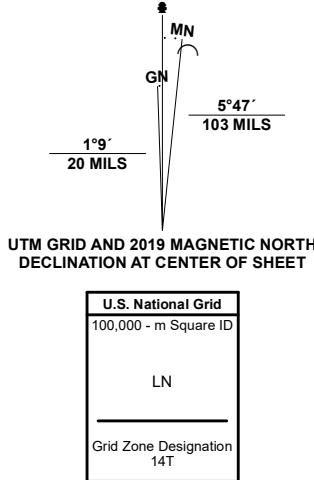 MN
GN
5°47´
103 MILS
1°9´
20 MILS
UTM GRID AND 2019 MAGNETIC NORTH
DECLINATION AT CENTER OF SHEET
U.S. National Grid
100,000 - m Square ID
LN
Grid Zone Designation
14T